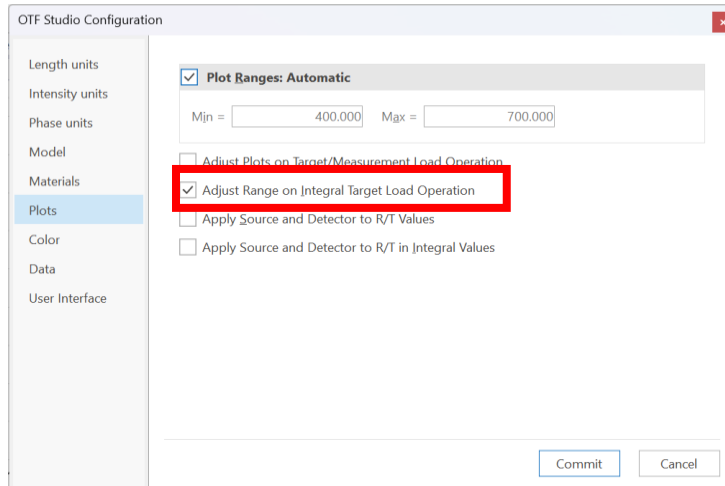 OTF Studio Configuration
Length units
Intensity units
Phase units
Model
Materials
Plots
Color
Data
User Interface
Plot Ranges: Automatic
Min = 400.000 Max = 700.000
Adjust Plots on Target/Measurement Load Operation
Adjust Range on Integral Target Load Operation
Apply Source and Detector to R/T Values
Apply Source and Detector to R/T in Integral Values
Commit Cancel